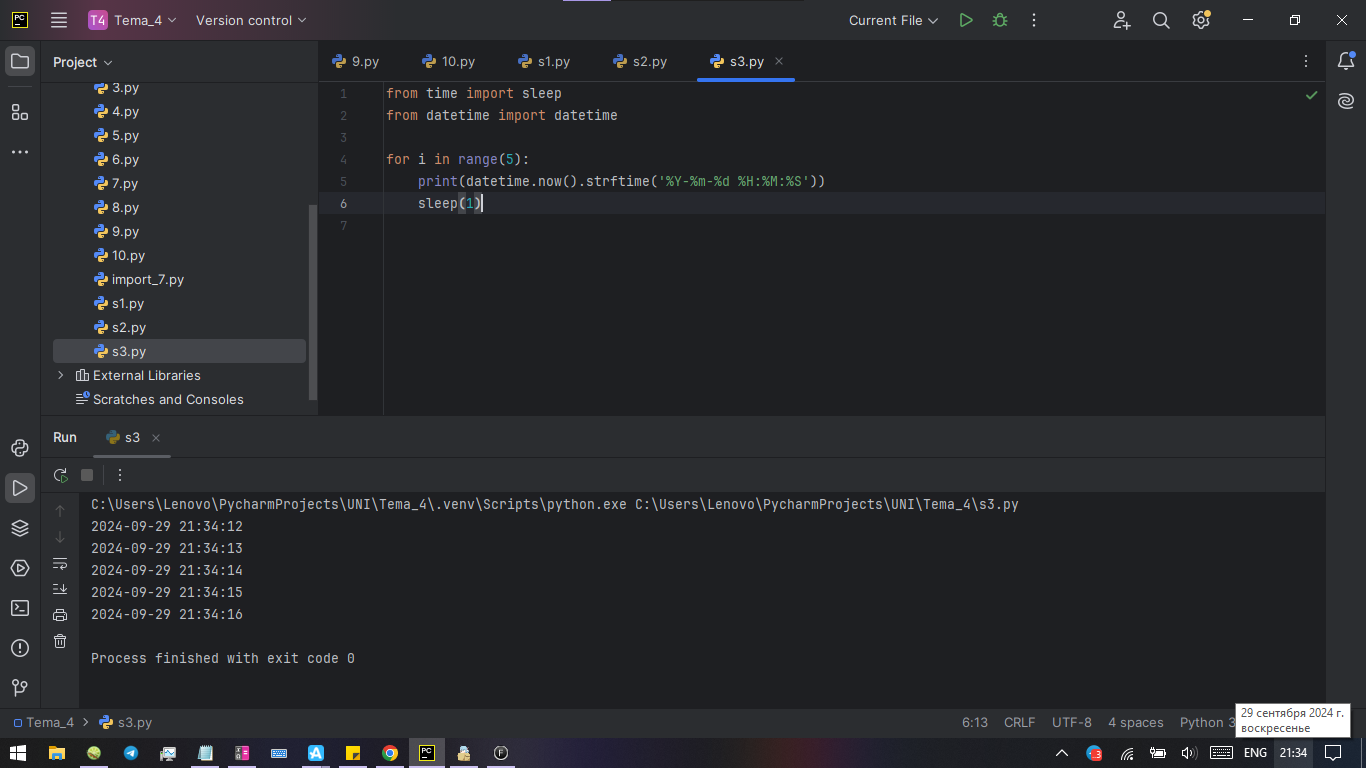 PC T4 Tema_4 Version control Current File
Project
9.py 10.py s1.py s2.py s3.py
3.py
4.py
5.py
6.py
7.py
8.py
9.py
10.py
import_7.py
s1.py
s2.py
s3.py
External Libraries
Scratches and Consoles
1 from time import sleep
2 from datetime import datetime
3
4 for i in range(5):
5 print(datetime.now().strftime('%Y-%m-%d %H:%M:%S'))
6 sleep(1)
7
Run s3
C:\Users\Lenovo\PycharmProjects\UNI\Tema_4\.venv\Scripts\python.exe C:\Users\Lenovo\PycharmProjects\UNI\Tema_4\s3.py
2024-09-29 21:34:12
2024-09-29 21:34:13
2024-09-29 21:34:14
2024-09-29 21:34:15
2024-09-29 21:34:16
Process finished with exit code 0
Tema_4 s3.py 6:13 CRLF UTF-8 4 spaces Python 3
29 сентября 2024 г.
воскресенье
PC F 3 ENG 21:34